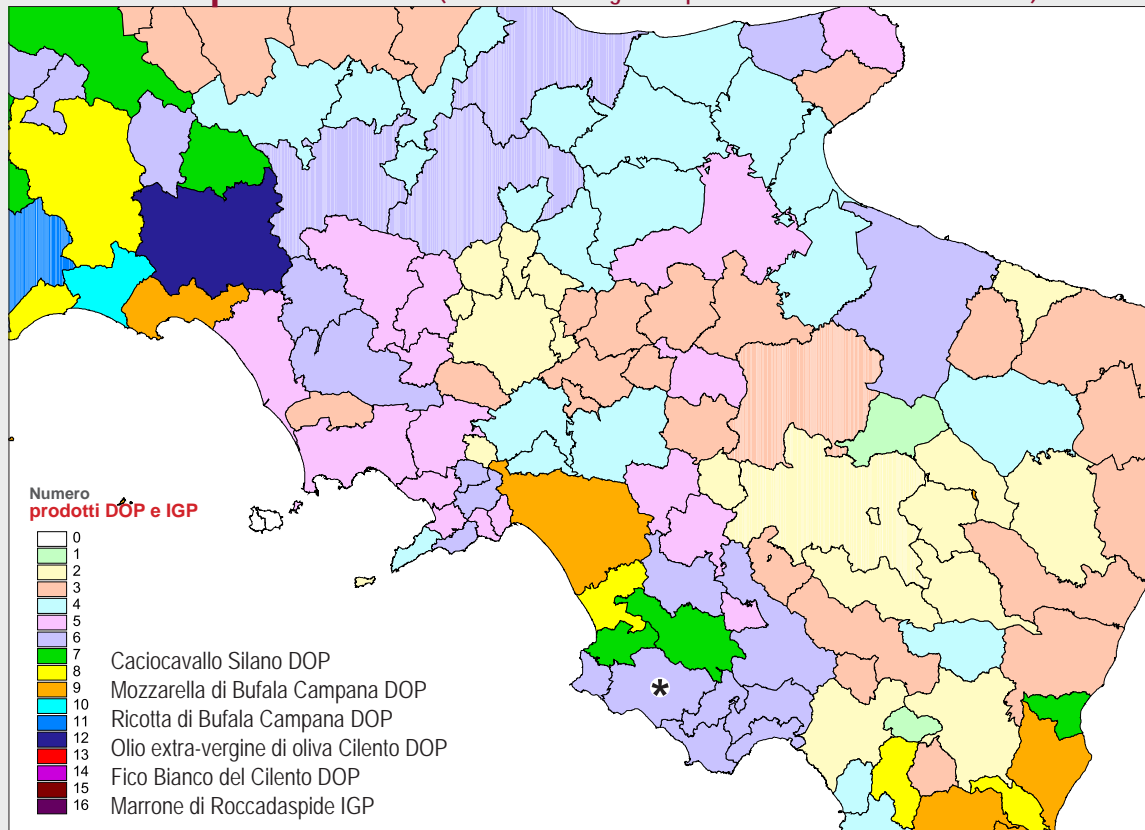 Numero
prodotti DOP e IGP
0
1
2
3
4
5
6
7
8
9
10
11
12
13
14
15
16
Caciocavallo Silano DOP
Mozzarella di Bufala Campana DOP
Ricotta di Bufala Campana DOP
Olio extra-vergine di oliva Cilento DOP
Fico Bianco del Cilento DOP
Marrone di Roccadaspide IGP
*